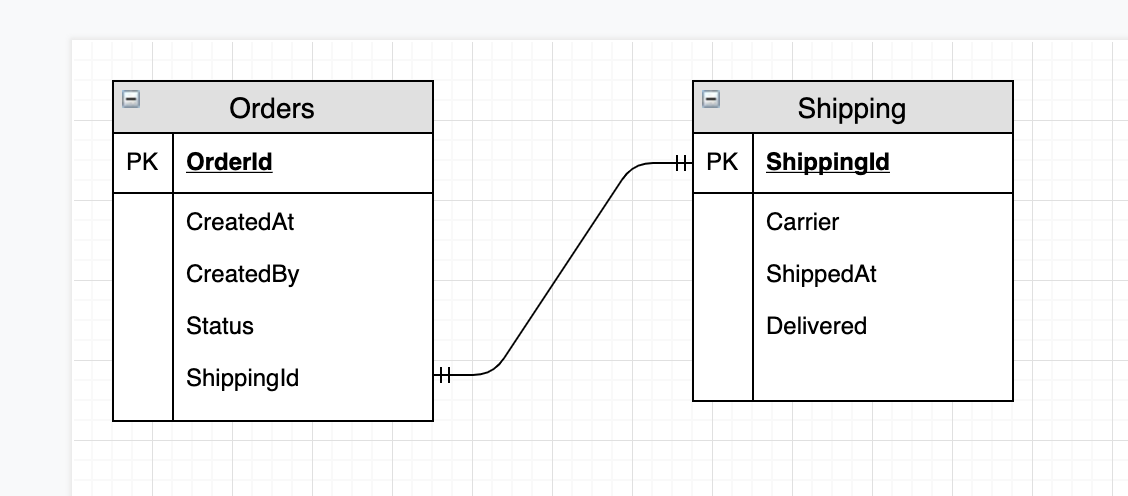 Orders
PK OrderId
CreatedAt
CreatedBy
Status
ShippingId
Shipping
PK ShippingId
Carrier
ShippedAt
Delivered